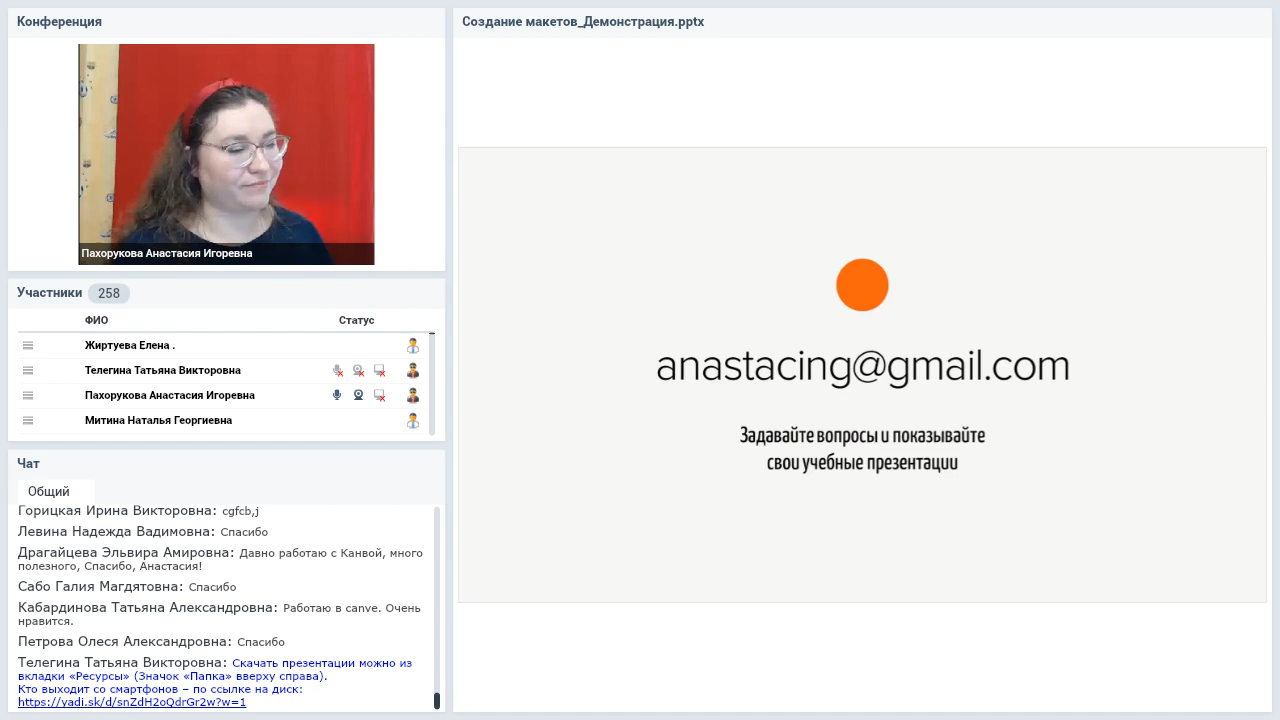 Конференция
Пахорукова Анастасия Игоревна
Участники 258
ФИО Статус
Жиртуева Елена .
Телегина Татьяна Викторовна
Пахорукова Анастасия Игоревна
Митина Наталья Георгиевна
Чат
Общий
Горицкая Ирина Викторовна: cgfcb,j
Левина Надежда Вадимовна: Спасибо
Драгайцева Эльвира Амировна: Давно работаю с Канвой, много
полезного, Спасибо, Анастасия!
Сабо Галия Магдятовна: Спасибо
Кабардинова Татьяна Александровна: Работаю в canve. Очень
нравится.
Петрова Олеся Александровна: Спасибо
Телегина Татьяна Викторовна: Скачать презентации можно из
вкладки «Ресурсы» (Значок «Папка» вверху справа).
Кто выходит со смартфонов – по ссылке на диск:
https://yadi.sk/d/snZdH2oQdrGr2w?w=1
Создание макетов_Демонстрация.pptx
anastacing@gmail.com
Задавайте вопросы и показывайте
свои учебные презентации